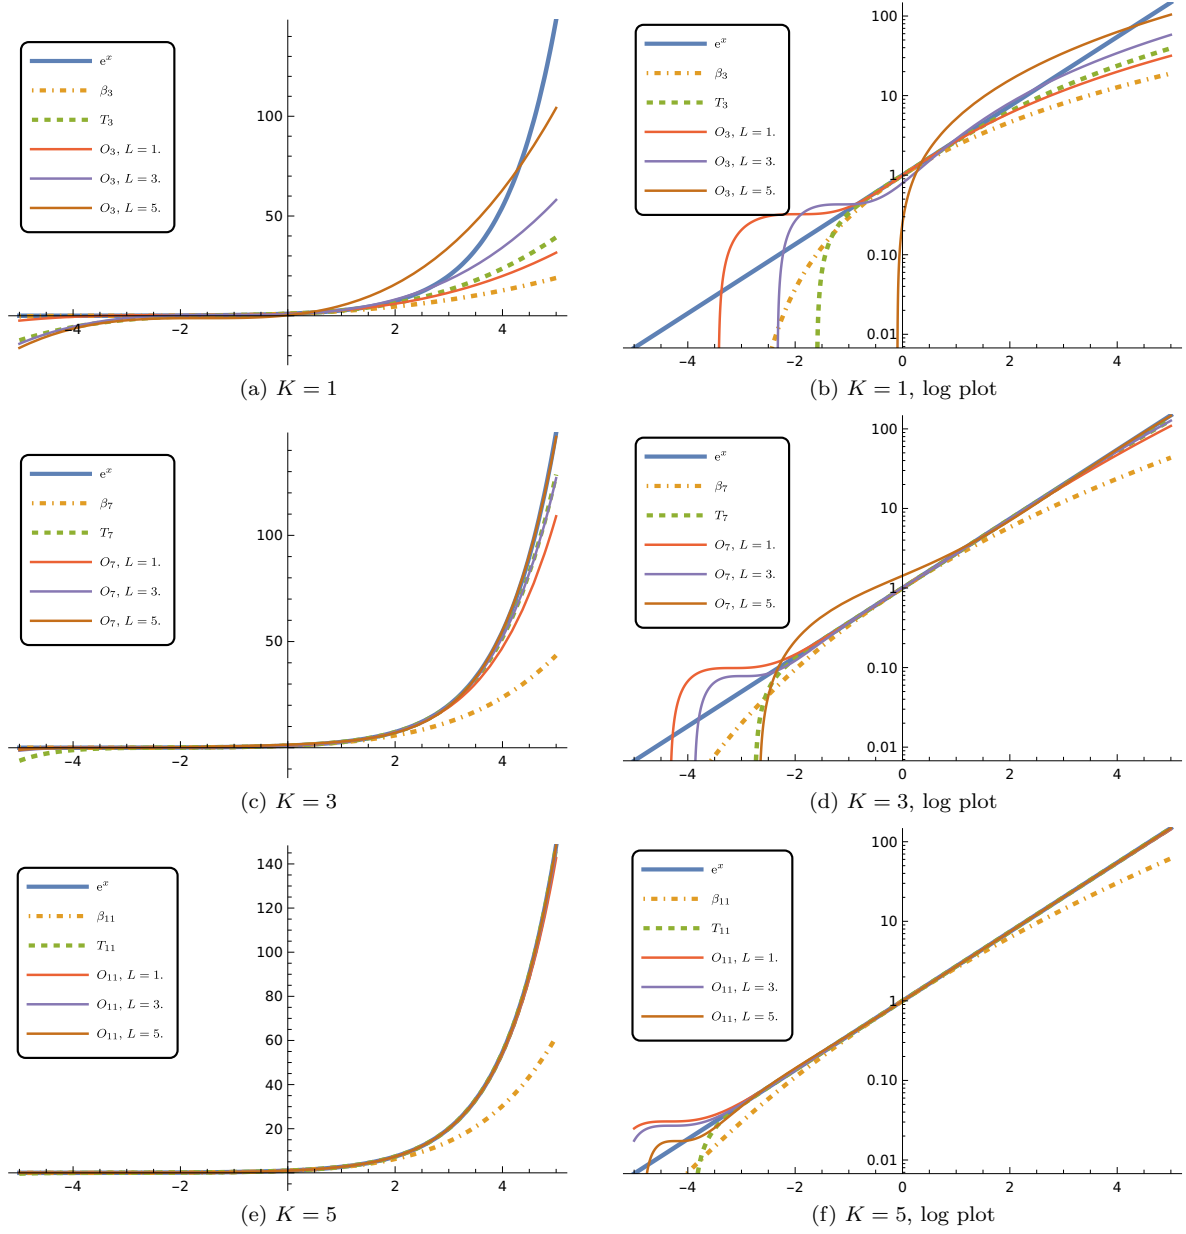 e^x
β_3
T_3
O_3, L = 1.
O_3, L = 3.
O_3, L = 5.
100
50
−4 −2 2 4
(a) K = 1
e^x
β_3
T_3
O_3, L = 1.
O_3, L = 3.
O_3, L = 5.
100
10
1
0.10
0.01
−4 −2 0 2 4
(b) K = 1, log plot
e^x
β_7
T_7
O_7, L = 1.
O_7, L = 3.
O_7, L = 5.
100
50
−4 −2 2 4
(c) K = 3
e^x
β_7
T_7
O_7, L = 1.
O_7, L = 3.
O_7, L = 5.
100
10
1
0.10
0.01
−4 −2 0 2 4
(d) K = 3, log plot
e^x
β_11
T_11
O_11, L = 1.
O_11, L = 3.
O_11, L = 5.
140
120
100
80
60
40
20
−4 −2 2 4
(e) K = 5
e^x
β_11
T_11
O_11, L = 1.
O_11, L = 3.
O_11, L = 5.
100
10
1
0.10
0.01
−4 −2 0 2 4
(f) K = 5, log plot